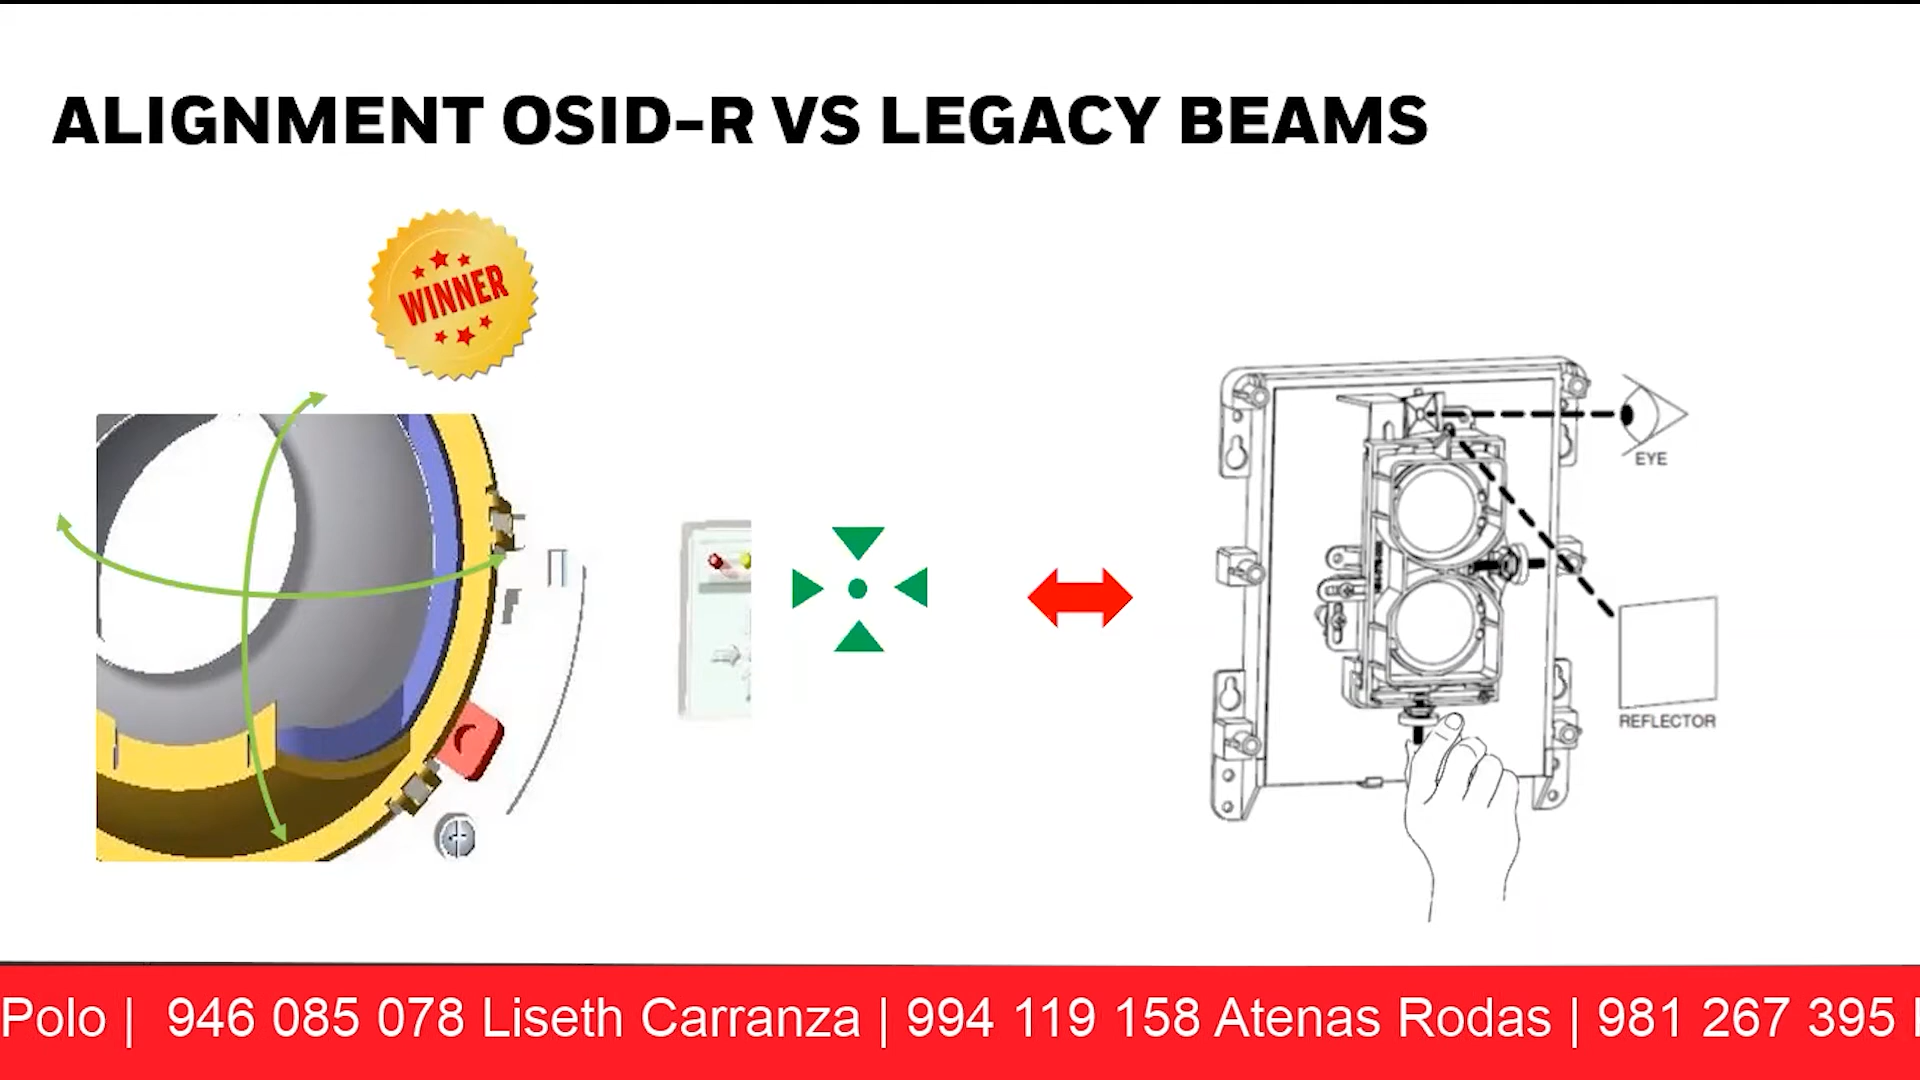 ALIGNMENT OSID-R VS LEGACY BEAMS
WINNER
EYE
REFLECTOR
Polo | 946 085 078 Liseth Carranza | 994 119 158 Atenas Rodas | 981 267 395